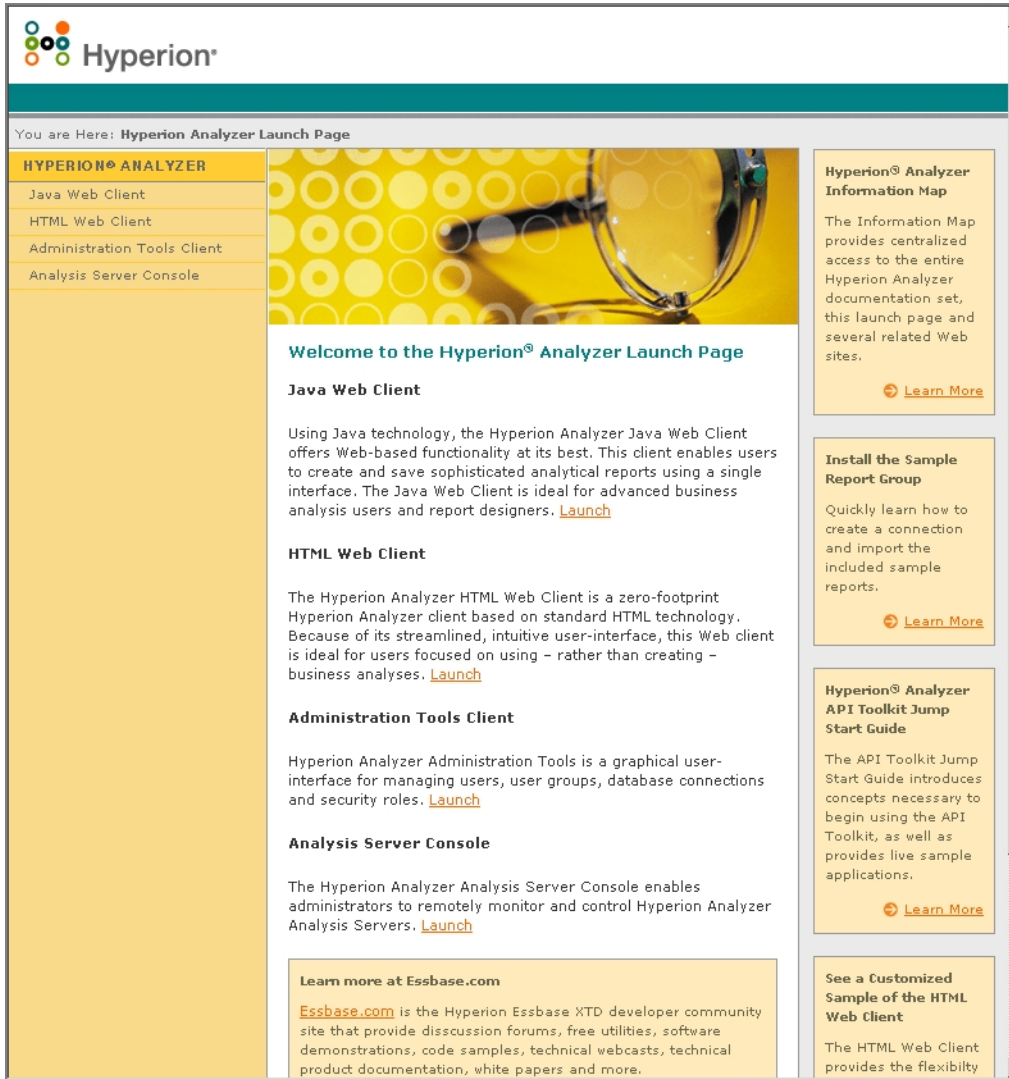 Hyperion®
You are Here: Hyperion Analyzer Launch Page
HYPERION® ANALYZER
Java Web Client
HTML Web Client
Administration Tools Client
Analysis Server Console
Welcome to the Hyperion® Analyzer Launch Page
Java Web Client
Using Java technology, the Hyperion Analyzer Java Web Client
offers Web-based functionality at its best. This client enables users
to create and save sophisticated analytical reports using a single
interface. The Java Web Client is ideal for advanced business
analysis users and report designers. Launch
HTML Web Client
The Hyperion Analyzer HTML Web Client is a zero-footprint
Hyperion Analyzer client based on standard HTML technology.
Because of its streamlined, intuitive user-interface, this Web client
is ideal for users focused on using – rather than creating –
business analyses. Launch
Administration Tools Client
Hyperion Analyzer Administration Tools is a graphical user-
interface for managing users, user groups, database connections
and security roles. Launch
Analysis Server Console
The Hyperion Analyzer Analysis Server Console enables
administrators to remotely monitor and control Hyperion Analyzer
Analysis Servers. Launch
Learn more at Essbase.com
Essbase.com is the Hyperion Essbase XTD developer community
site that provide disscussion forums, free utilities, software
demonstrations, code samples, technical webcasts, technical
product documentation, white papers and more.
Hyperion® Analyzer
Information Map
The Information Map
provides centralized
access to the entire
Hyperion Analyzer
documentation set,
this launch page and
several related Web
sites.
Learn More
Install the Sample
Report Group
Quickly learn how to
create a connection
and import the
included sample
reports.
Learn More
Hyperion® Analyzer
API Toolkit Jump
Start Guide
The API Toolkit Jump
Start Guide introduces
concepts necessary to
begin using the API
Toolkit, as well as
provides live sample
applications.
Learn More
See a Customized
Sample of the HTML
Web Client
The HTML Web Client
provides the flexibilty